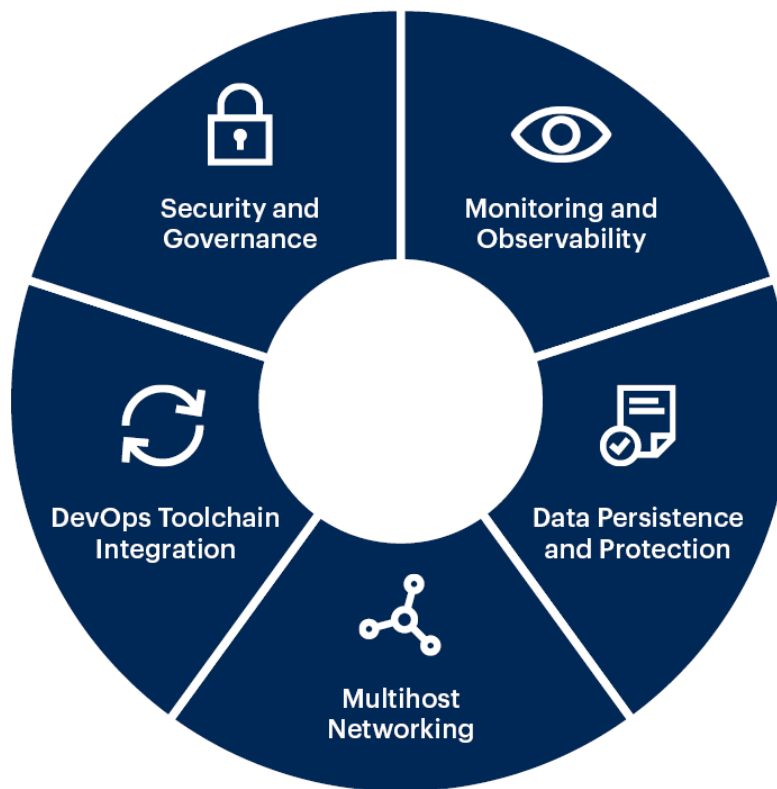 Security and
Governance
Monitoring and
Observability
DevOps Toolchain
Integration
Data Persistence
and Protection
Multihost
Networking